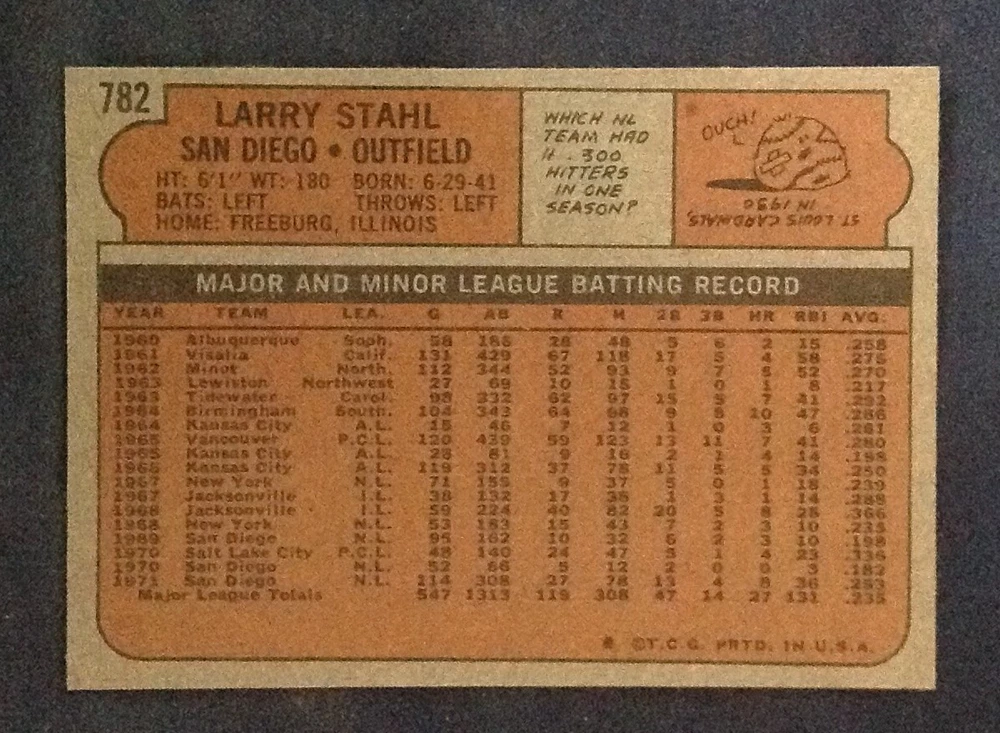 782
LARRY STAHL
SAN DIEGO • OUTFIELD
HT: 6'1" WT: 180 BORN: 6-29-41
BATS: LEFT THROWS: LEFT
HOME: FREEBURG, ILLINOIS
WHICH NL
TEAM HAD
11 .300
HITTERS
IN ONE
SEASON?
OUCH!
ST LOUIS CARDINALS
IN 1930
MAJOR AND MINOR LEAGUE BATTING RECORD
YEAR TEAM LEA. G AB R H 2B 3B HR RBI AVG.
1960 Albuquerque Soph. 58 186 28 48 5 6 2 15 .258
1961 Visalia Calif. 131 429 67 118 17 5 4 58 .275
1962 Minot North. 112 344 52 93 9 7 52 .270
1963 Lewiston Northwest 27 69 10 15 1 0 1 8 .217
1963 Tidewater Carol. 98 332 62 97 15 5 7 41 .292
1964 Birmingham South. 104 343 64 98 9 10 47 .286
1964 Kansas City A.L. 15 46 7 12 1 0 3 6 .261
1965 Vancouver P.C.L. 120 439 59 123 13 11 7 41 .280
1965 Kansas City A.L. 28 81 9 16 2 1 4 14 .198
1966 Kansas City A.L. 119 312 37 78 11 5 5 34 .250
1967 New York N.L. 71 155 9 37 5 0 1 18 .239
1967 Jacksonville I.L. 38 132 17 38 1 3 1 14 .288
1968 Jacksonville I.L. 59 224 40 82 20 5 8 28 .366
1968 New York N.L. 53 183 15 43 7 2 3 10 .235
1969 San Diego N.L. 95 162 10 32 6 2 3 10 .198
1970 Salt Lake City P.C.L. 48 140 24 47 5 1 4 23 .336
1970 San Diego N.L. 52 66 5 12 2 0 0 3 .182
1971 San Diego N.L. 114 308 27 78 13 4 8 36 .253
Major League Totals 547 1313 119 308 47 14 27 131 .235
* ©T.C.G. PRTD. IN U.S.A.